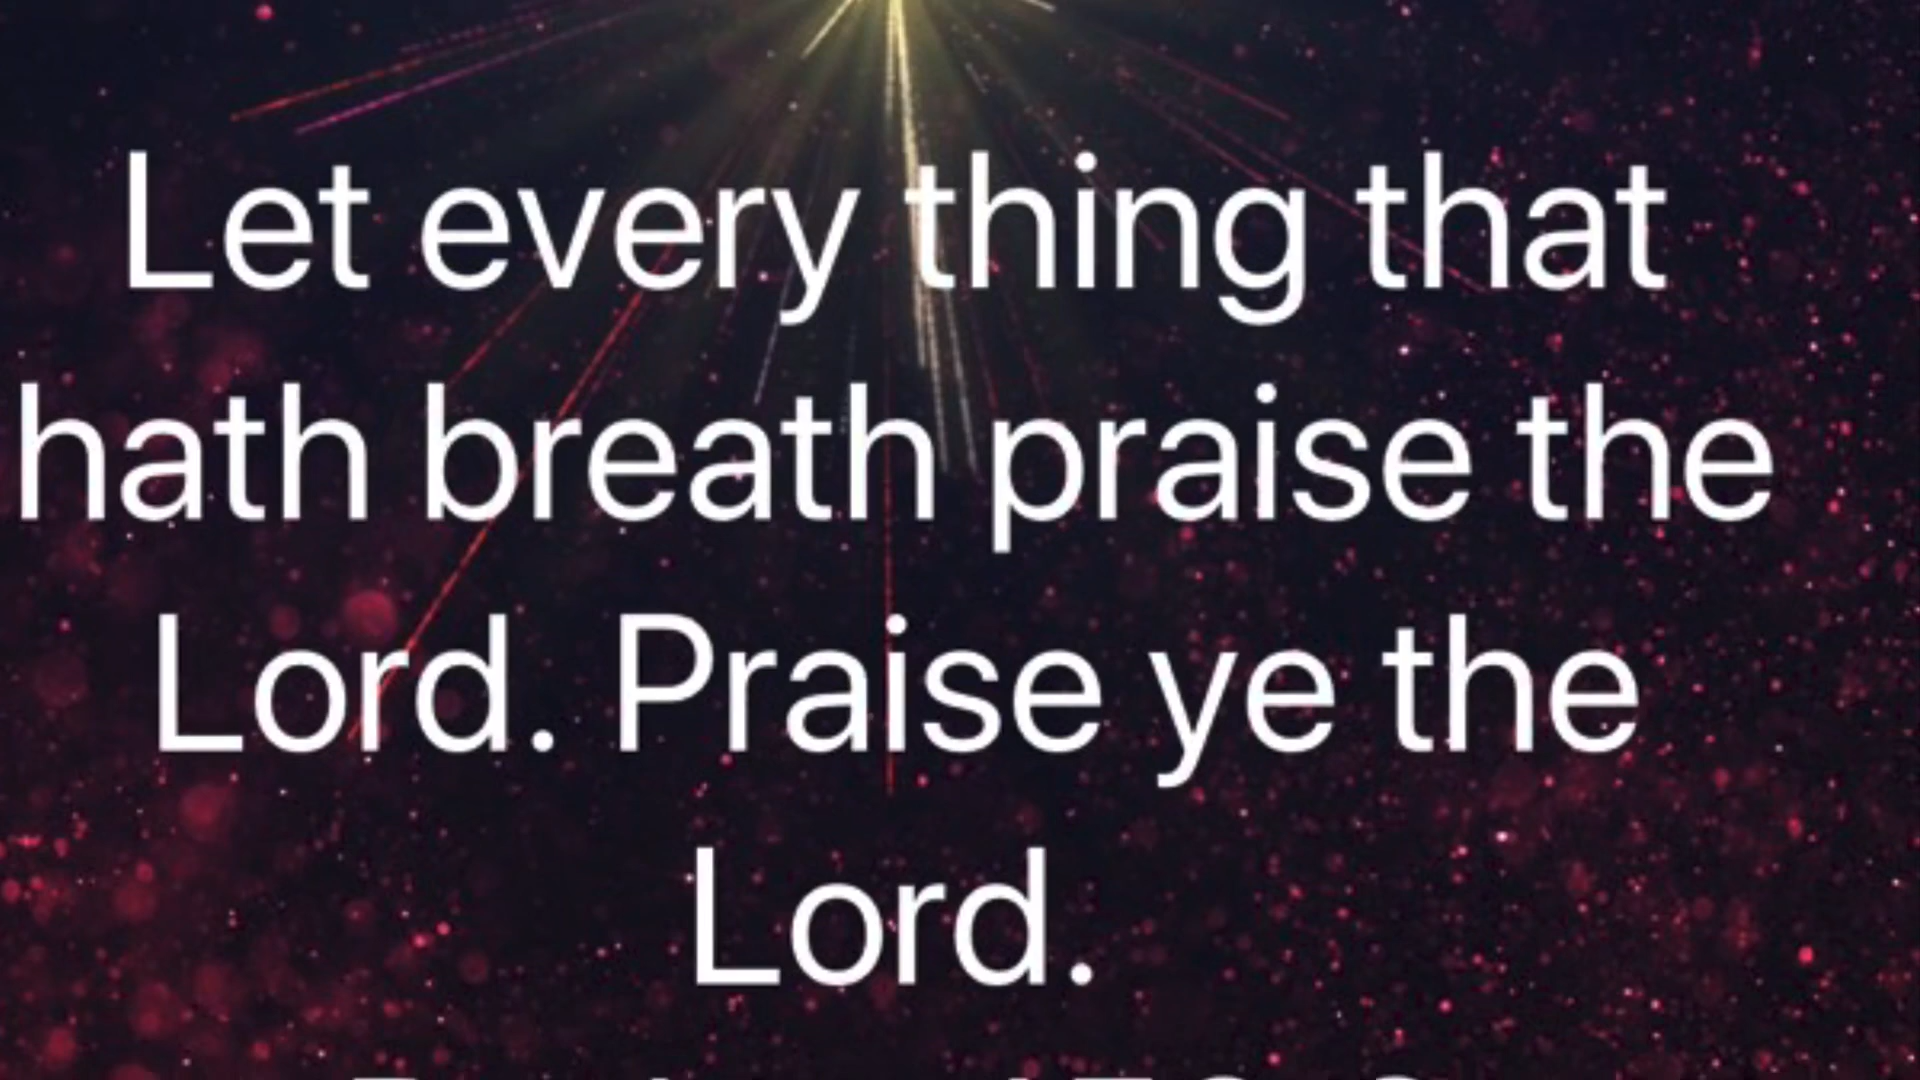 Let every thing that
hath breath praise the
Lord. Praise ye the
Lord.